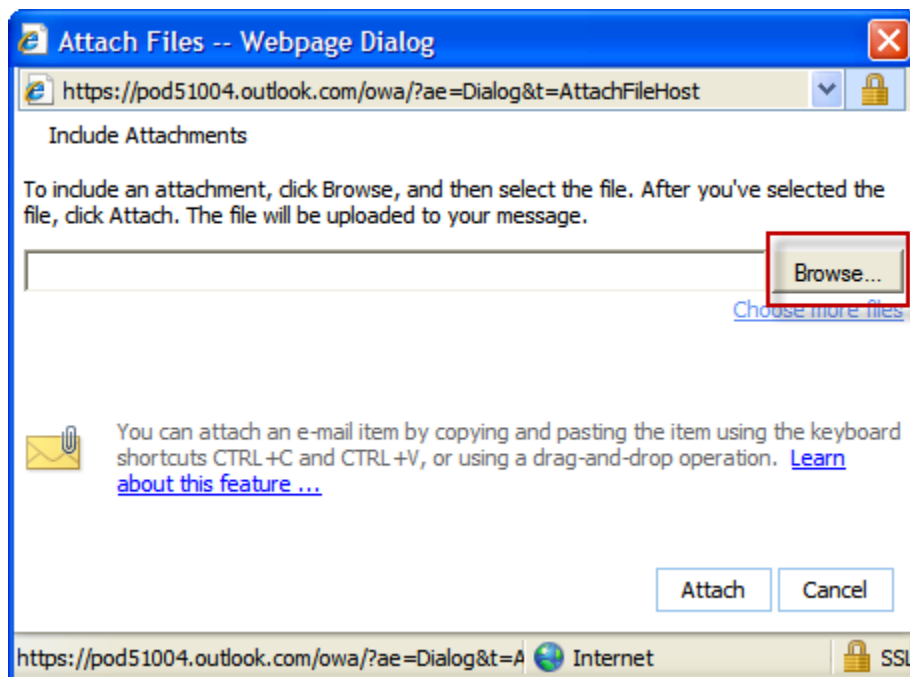 Attach Files -- Webpage Dialog
https://pod51004.outlook.com/owa/?ae=Dialog&t=AttachFileHost
Include Attachments
To include an attachment, click Browse, and then select the file. After you've selected the
file, click Attach. The file will be uploaded to your message.
Browse...
Choose more files
You can attach an e-mail item by copying and pasting the item using the keyboard
shortcuts CTRL+C and CTRL+V, or using a drag-and-drop operation. Learn
about this feature ...
Attach Cancel
https://pod51004.outlook.com/owa/?ae=Dialog&t=A Internet SSL